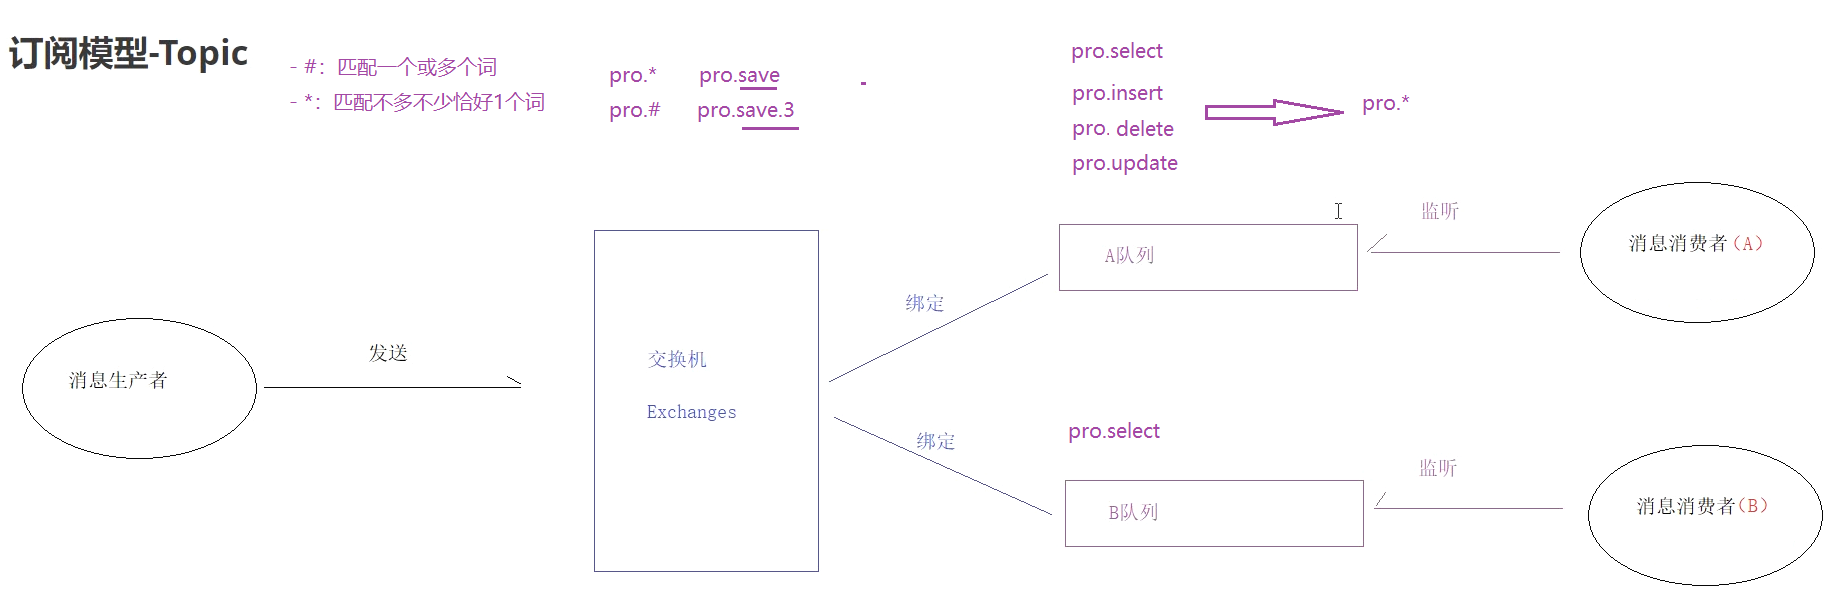 订阅模型-Topic
- #：匹配一个或多个词
- *：匹配不多不少恰好1个词
pro.* pro.save
pro.# pro.save.3
-
pro.select
pro.insert
pro. delete
pro.update
pro.*
监听
消息消费者（A）
A队列
绑定
发送
消息生产者
交换机
Exchanges
绑定
pro.select
监听
B队列
消息消费者（B）